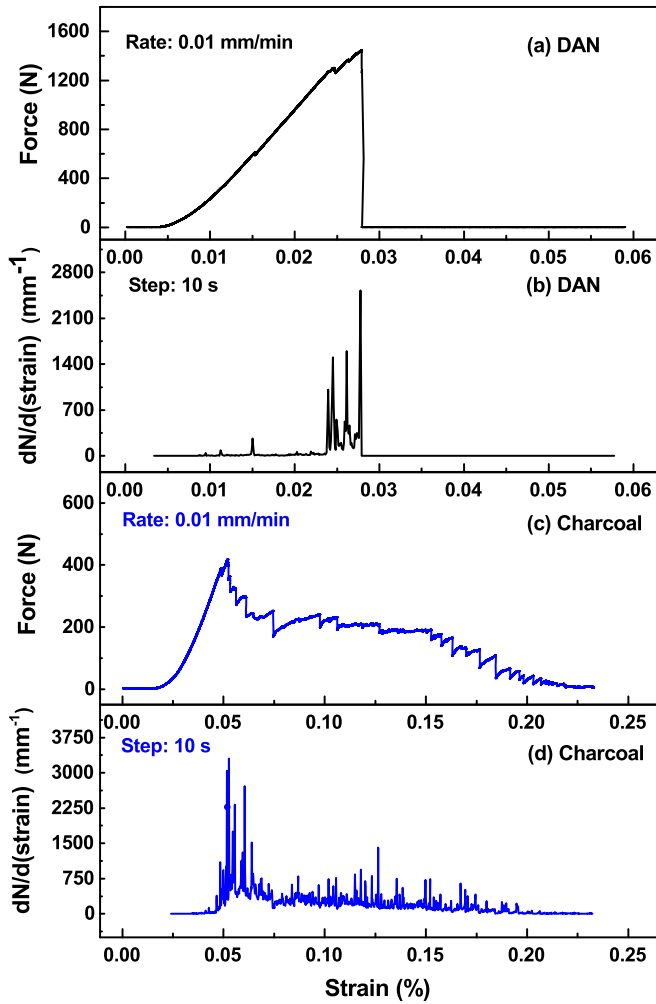 1600
Rate: 0.01 mm/min
(a) DAN
1200
800
400
0
Force (N)
0.00 0.01 0.02 0.03 0.04 0.05 0.06
2800
Step: 10 s
(b) DAN
2100
1400
700
0
dN/d(strain) (mm⁻¹)
0.00 0.01 0.02 0.03 0.04 0.05 0.06
600
Rate: 0.01 mm/min
(c) Charcoal
400
200
0
Force (N)
0.00 0.05 0.10 0.15 0.20 0.25
3750
Step: 10 s
(d) Charcoal
3000
2250
1500
750
0
dN/d(strain) (mm⁻¹)
0.00 0.05 0.10 0.15 0.20 0.25
Strain (%)